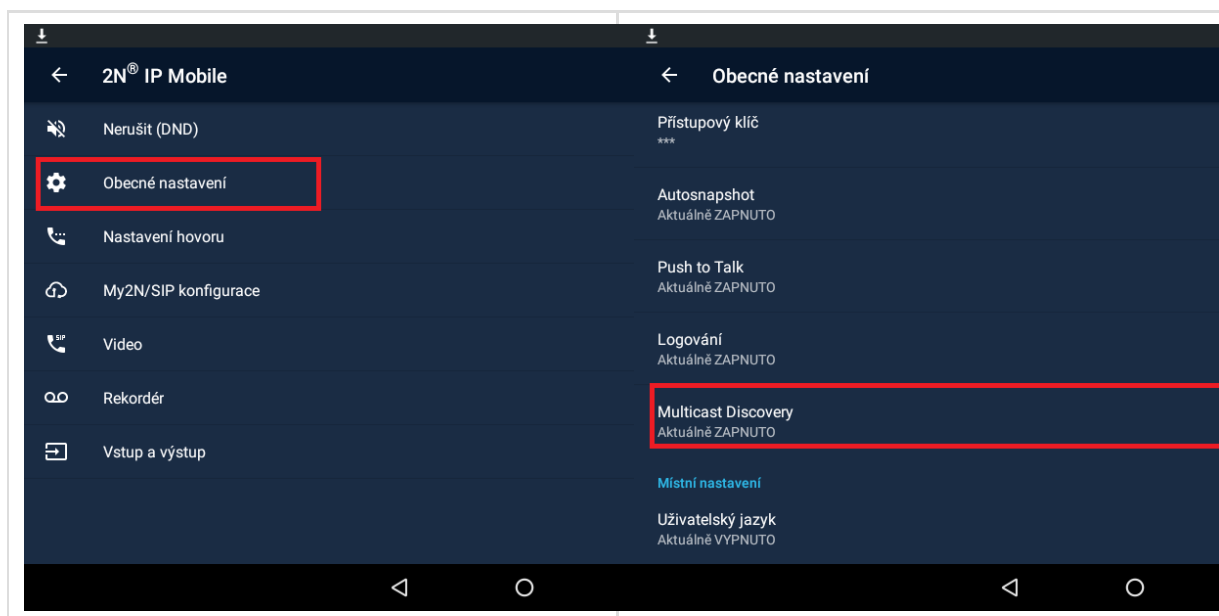 2N® IP Mobile
Nerušit (DND)
Obecné nastavení
Nastavení hovoru
My2N/SIP konfigurace
SIP
Video
Rekordér
Vstup a výstup
Obecné nastavení
Přístupový klíč
***
Autosnapshot
Aktuálně ZAPNUTO
Push to Talk
Aktuálně ZAPNUTO
Logování
Aktuálně ZAPNUTO
Multicast Discovery
Aktuálně ZAPNUTO
Místní nastavení
Uživatelský jazyk
Aktuálně VYPNUTO